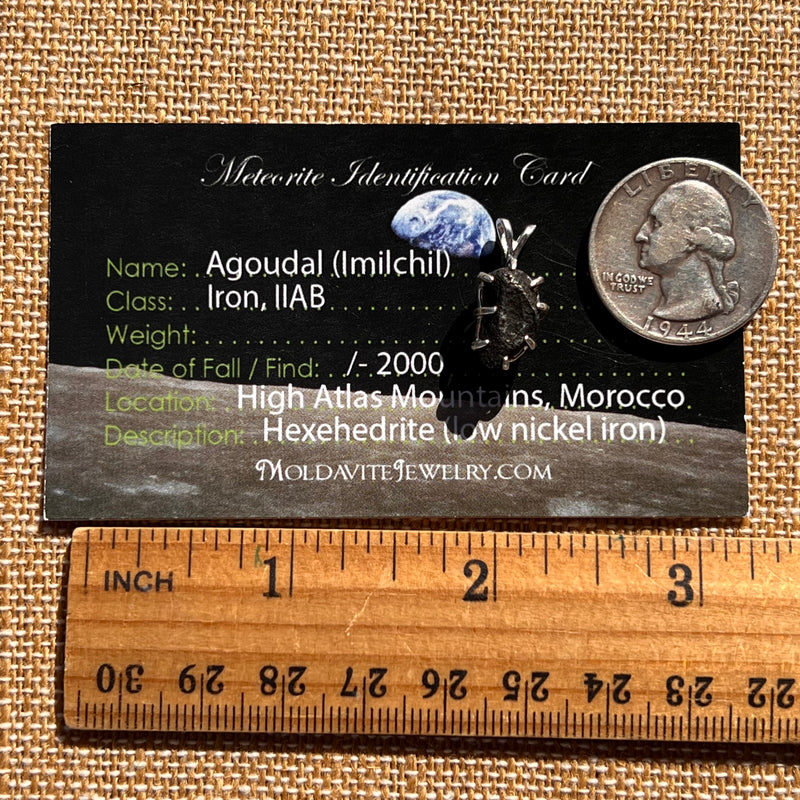 Meteorite Identification Card
Name: Agoudal (Imilchil)
Class: Iron, IIAB
Weight:
Date of Fall / Find: /- 2000
Location: High Atlas Mountains, Morocco
Description: Hexehedrite (low nickel iron)
MOLDAVITEJEWELRY.COM
LIBERTY
IN GOD WE
TRUST
1944
INCH 1 2 3
30 29 28 27 26 25 24 23 22